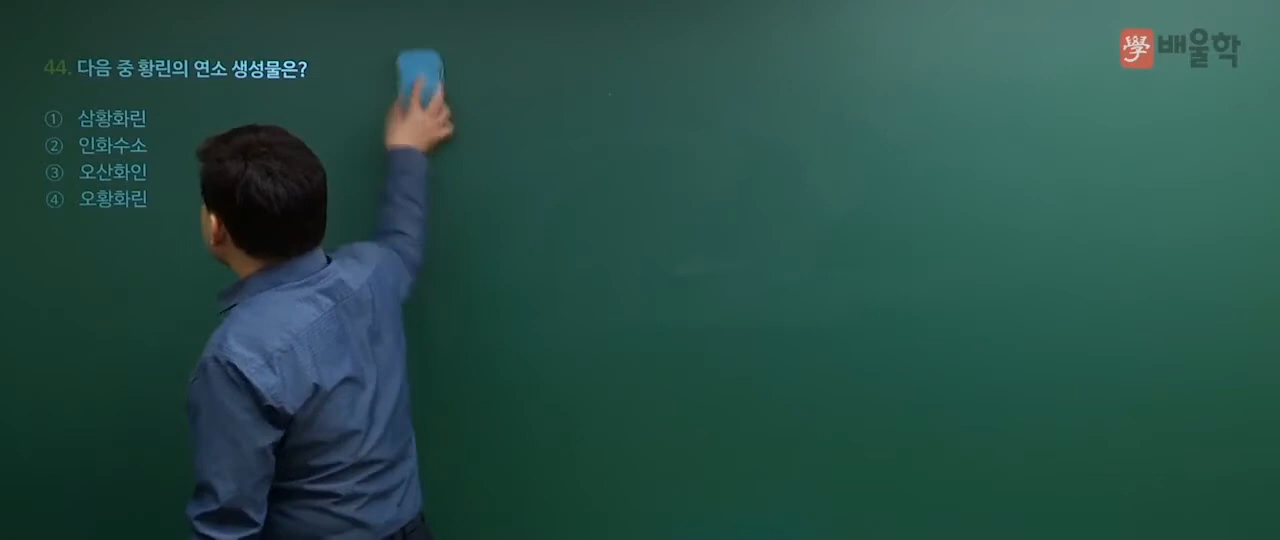 44. 다음 중 황린의 연소 생성물은?
① 삼황화린
② 인화수소
③ 오산화인
④ 오황화린
學 배울학